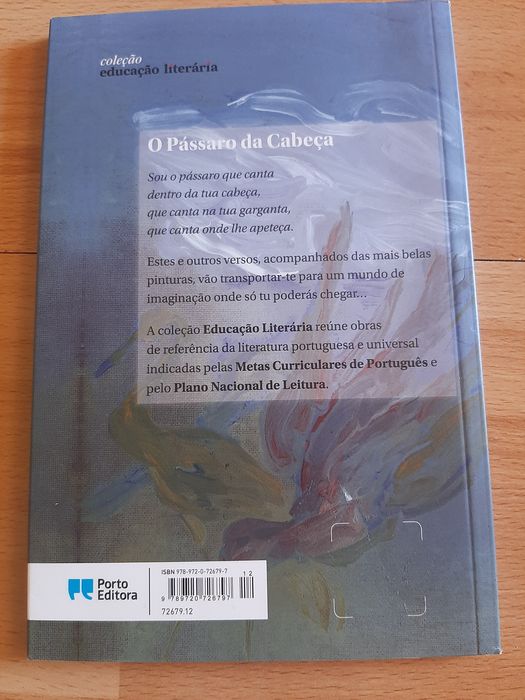 coleção
educação literária
O Pássaro da Cabeça
Sou o pássaro que canta
dentro da tua cabeça,
que canta na tua garganta,
que canta onde lhe apeteça.
Estes e outros versos, acompanhados das mais belas
pinturas, vão transportar-te para um mundo de
imaginação onde só tu poderás chegar...
A coleção Educação Literária reúne obras
de referência da literatura portuguesa e universal
indicadas pelas Metas Curriculares de Português e
pelo Plano Nacional de Leitura.
Porto
Editora
ISBN 978-972-0-72679-7
12
9 789720 726797
72679.12